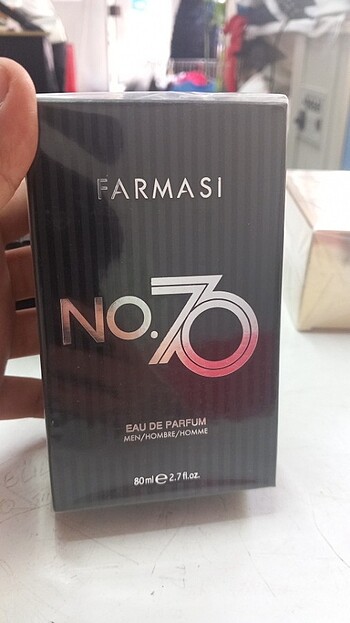 FARMASI
No.70
EAU DE PARFUM
MEN/HOMBRE/HOMME
80 ml ℮ 2.7 fl.oz.